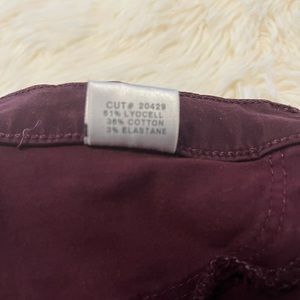 CUT# 20429
61% LYOCELL
36% COTTON
3% ELASTANE